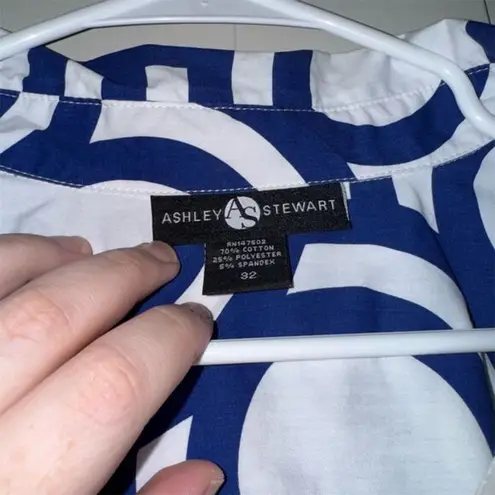 ASHLEY AS STEWART
RN147602
70% COTTON
25% POLYESTER
5% SPANDEX
32